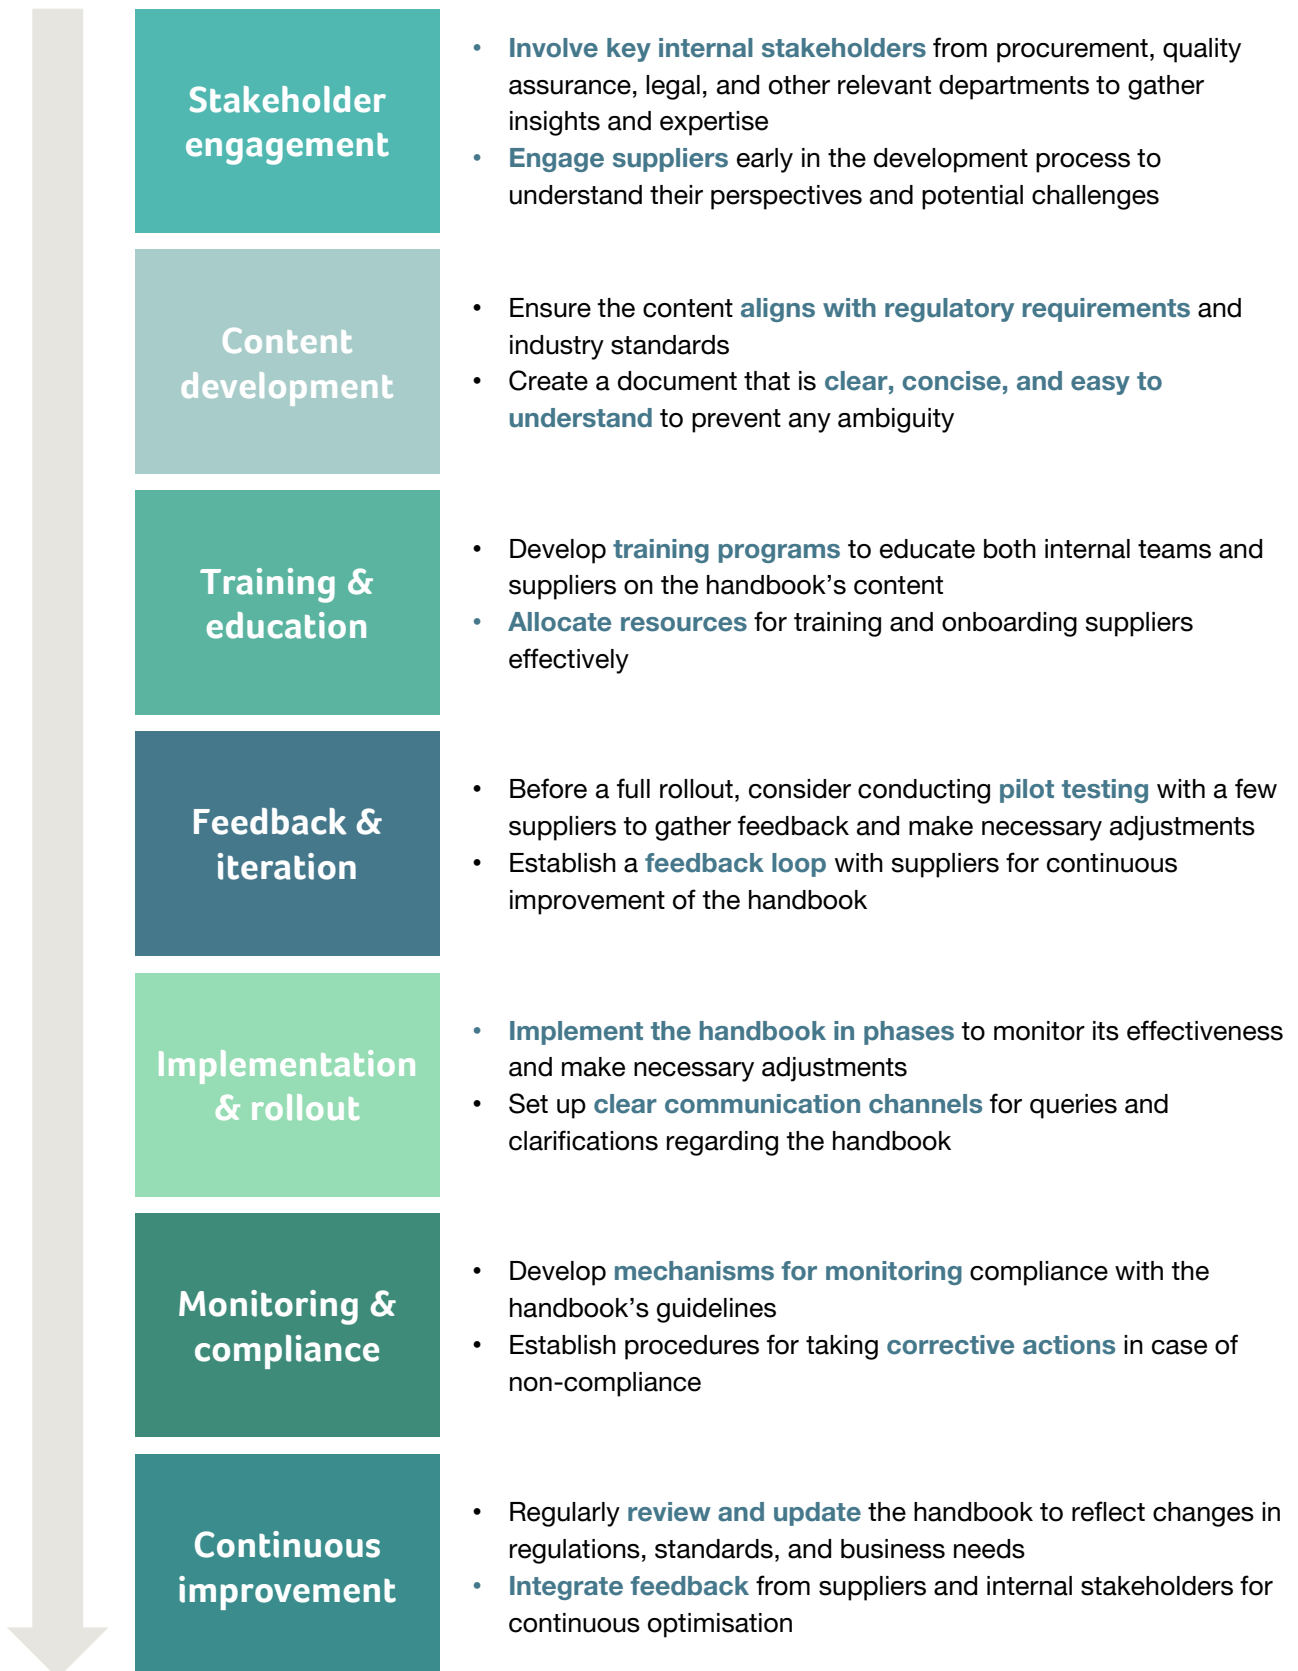 Stakeholder
engagement
• Involve key internal stakeholders from procurement, quality
assurance, legal, and other relevant departments to gather
insights and expertise
• Engage suppliers early in the development process to
understand their perspectives and potential challenges
Content
development
• Ensure the content aligns with regulatory requirements and
industry standards
• Create a document that is clear, concise, and easy to
understand to prevent any ambiguity
Training &
education
• Develop training programs to educate both internal teams and
suppliers on the handbook’s content
• Allocate resources for training and onboarding suppliers
effectively
Feedback &
iteration
• Before a full rollout, consider conducting pilot testing with a few
suppliers to gather feedback and make necessary adjustments
• Establish a feedback loop with suppliers for continuous
improvement of the handbook
Implementation
& rollout
• Implement the handbook in phases to monitor its effectiveness
and make necessary adjustments
• Set up clear communication channels for queries and
clarifications regarding the handbook
Monitoring &
compliance
• Develop mechanisms for monitoring compliance with the
handbook’s guidelines
• Establish procedures for taking corrective actions in case of
non-compliance
Continuous
improvement
• Regularly review and update the handbook to reflect changes in
regulations, standards, and business needs
• Integrate feedback from suppliers and internal stakeholders for
continuous optimisation